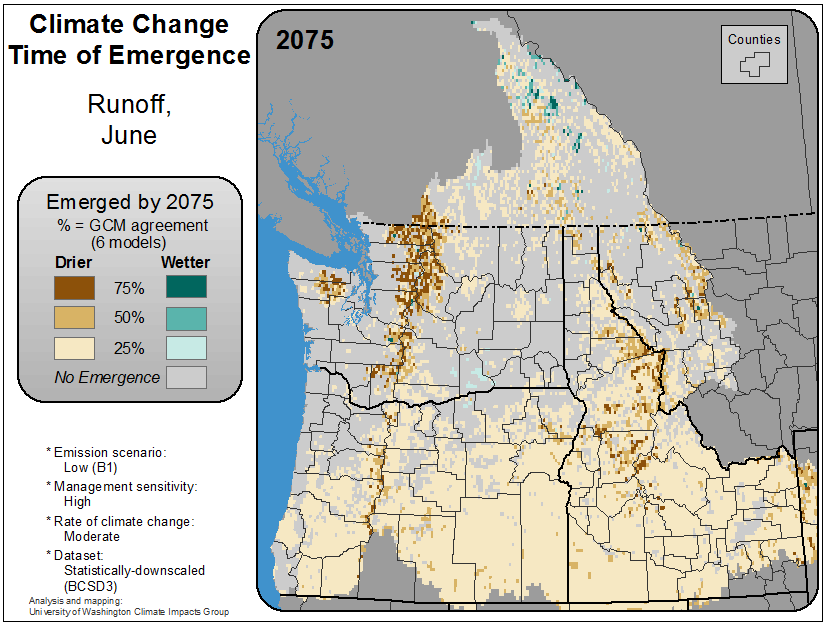 Climate Change
Time of Emergence
Runoff,
June
Emerged by 2075
% = GCM agreement
(6 models)
Drier Wetter
75%
50%
25%
No Emergence
* Emission scenario:
Low (B1)
* Management sensitivity:
High
* Rate of climate change:
Moderate
* Dataset:
Statistically-downscaled
(BCSD3)
Analysis and mapping:
University of Washington Climate Impacts Group
2075
Counties